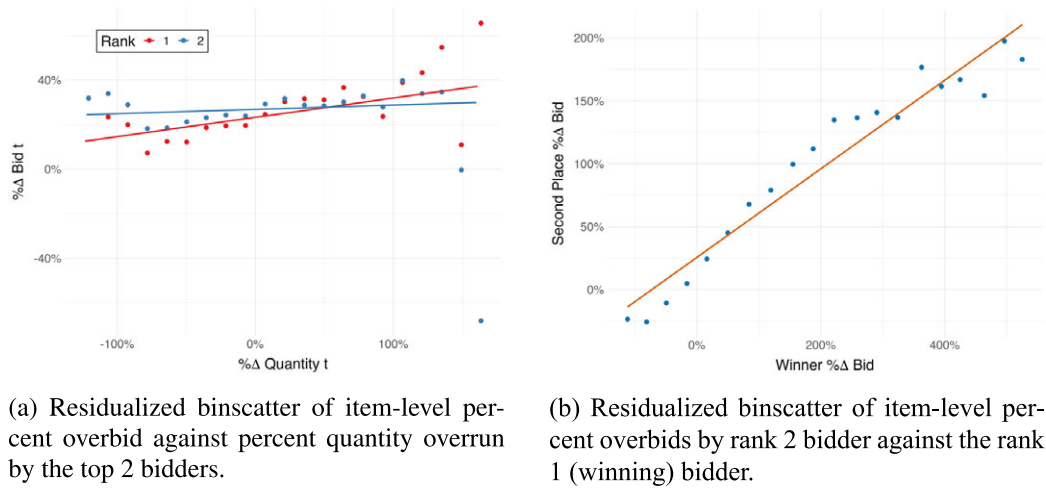 Rank 1 2
40%
0%
-40%
%Δ Bid t
-100% 0% 100%
%Δ Quantity t
(a) Residualized binscatter of item-level per-
cent overbid against percent quantity overrun
by the top 2 bidders.
200%
150%
100%
50%
0%
Second Place %Δ Bid
0% 200% 400%
Winner %Δ Bid
(b) Residualized binscatter of item-level per-
cent overbids by rank 2 bidder against the rank
1 (winning) bidder.